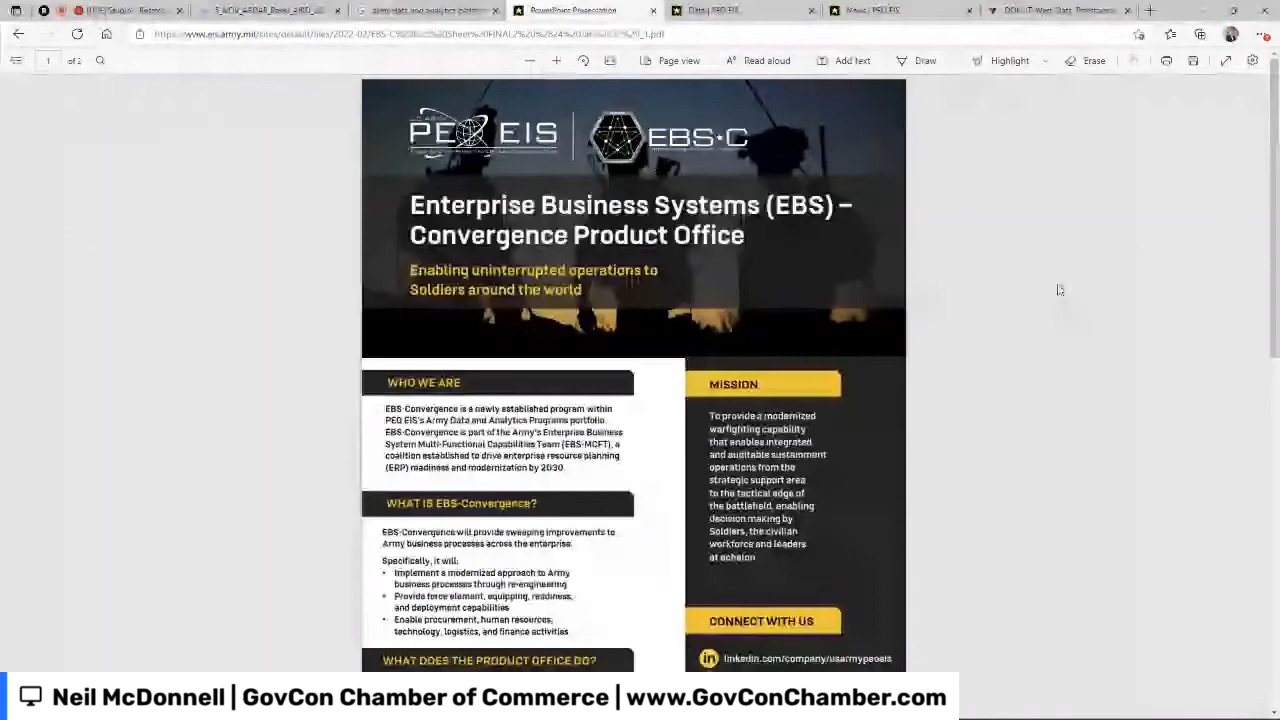 PowerPoint Presentation
News | PEO EIS
1
of 2
Page view
Read aloud
Add text
Draw
Highlight
Erase
PEO EIS
EBS-C
Enterprise Business Systems (EBS) –
Convergence Product Office
Enabling uninterrupted operations to
Soldiers around the world
WHO WE ARE
EBS-Convergence is a newly established program within
PEO EIS's Army Data and Analytics Programs portfolio.
EBS-Convergence is part of the Army's Enterprise Business
System Multi-Functional Capabilities Team (EBS-MFCT), a
coalition established to drive enterprise resource planning
(ERP) readiness and modernization by 2030.
WHAT IS EBS-Convergence?
EBS-Convergence will provide sweeping improvements to
Army business processes across the enterprise.
Specifically, it will:
• Implement a modernized approach to Army
business processes through re-engineering
• Provide force element, equipping, readiness,
and deployment capabilities
• Enable procurement, human resources,
technology, logistics, and finance activities
WHAT DOES THE PRODUCT OFFICE DO?
MISSION
To provide a modernized
warfighting capability
that enables integrated
and auditable sustainment
operations from the
strategic support area
to the tactical edge of
the battlefield, enabling
decision making by
Soldiers, the civilian
workforce and leaders
at echelon
CONNECT WITH US
in linkedin.com/company/usarmypeoeis
Neil McDonnell | GovCon Chamber of Commerce | www.GovConChamber.com